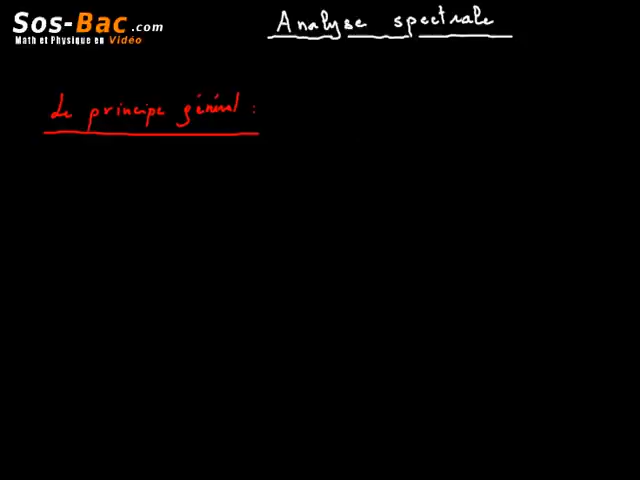 Sos-Bac.com
Math et Physique en Vidéo
Analyse spectrale
Le principe général :